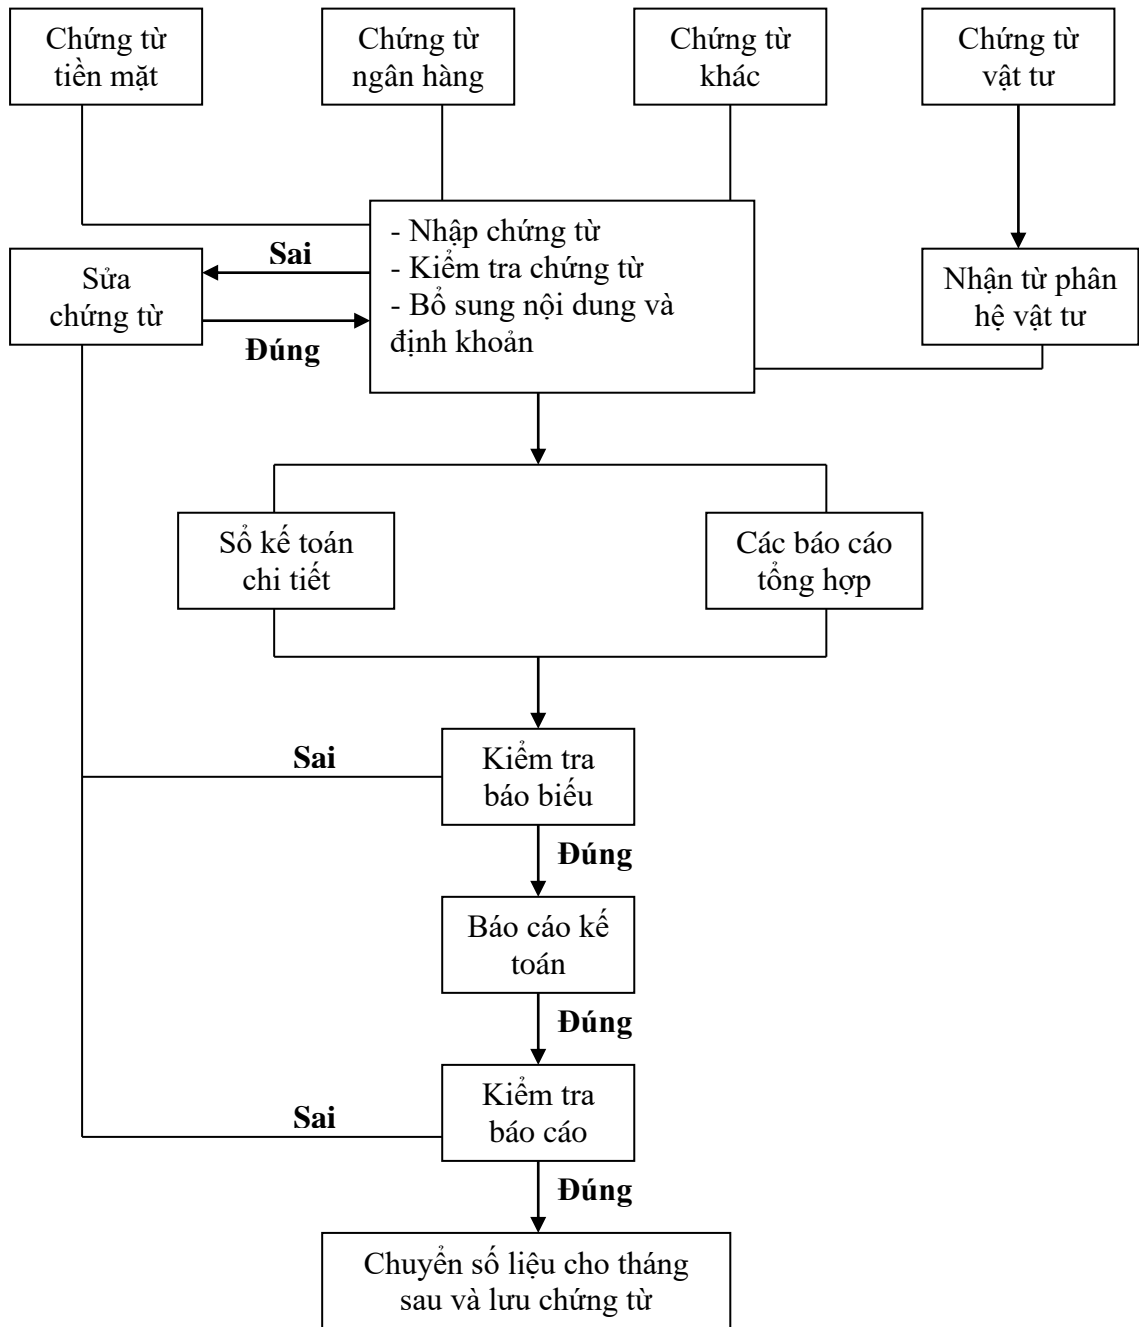 Chứng từ
tiền mặt
Chứng từ
ngân hàng
Chứng từ
khác
Chứng từ
vật tư
- Nhập chứng từ
- Kiểm tra chứng từ
- Bổ sung nội dung và
định khoản
Sai
Sửa
chứng từ
Đúng
Nhận từ phân
hệ vật tư
Sổ kế toán
chi tiết
Các báo cáo
tổng hợp
Sai
Kiểm tra
báo biếu
Đúng
Báo cáo kế
toán
Đúng
Sai
Kiểm tra
báo cáo
Đúng
Chuyển số liệu cho tháng
sau và lưu chứng từ